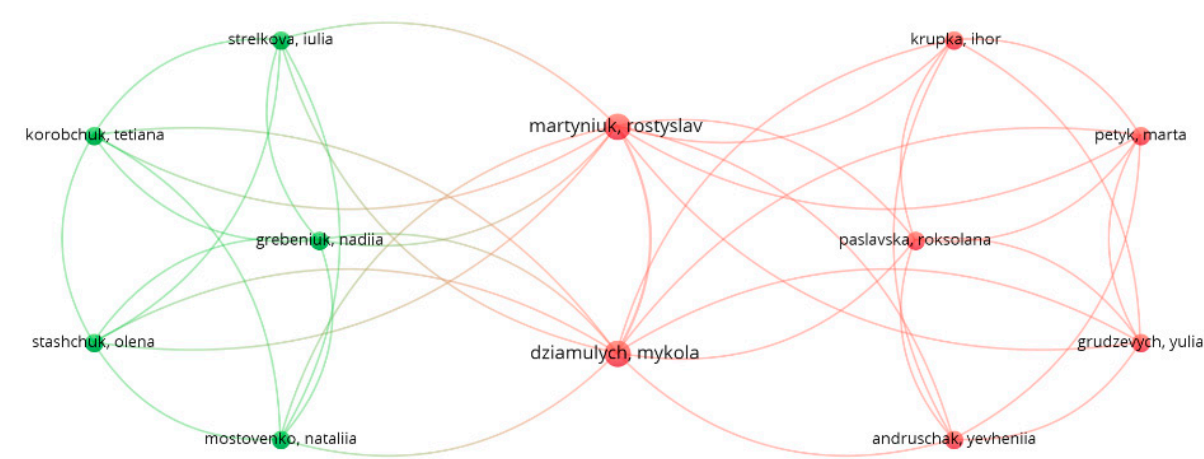 strelkova, iulia
krupka, ihor
korobchuk, tetiana
martyniuk, rostyslav
petyk, marta
grebeniuk, nadiia
paslavska, roksolana
stashchuk, olena
dziamulych, mykola
grudzevych, yulia
mostovenko, nataliia
andruschak, yevheniia